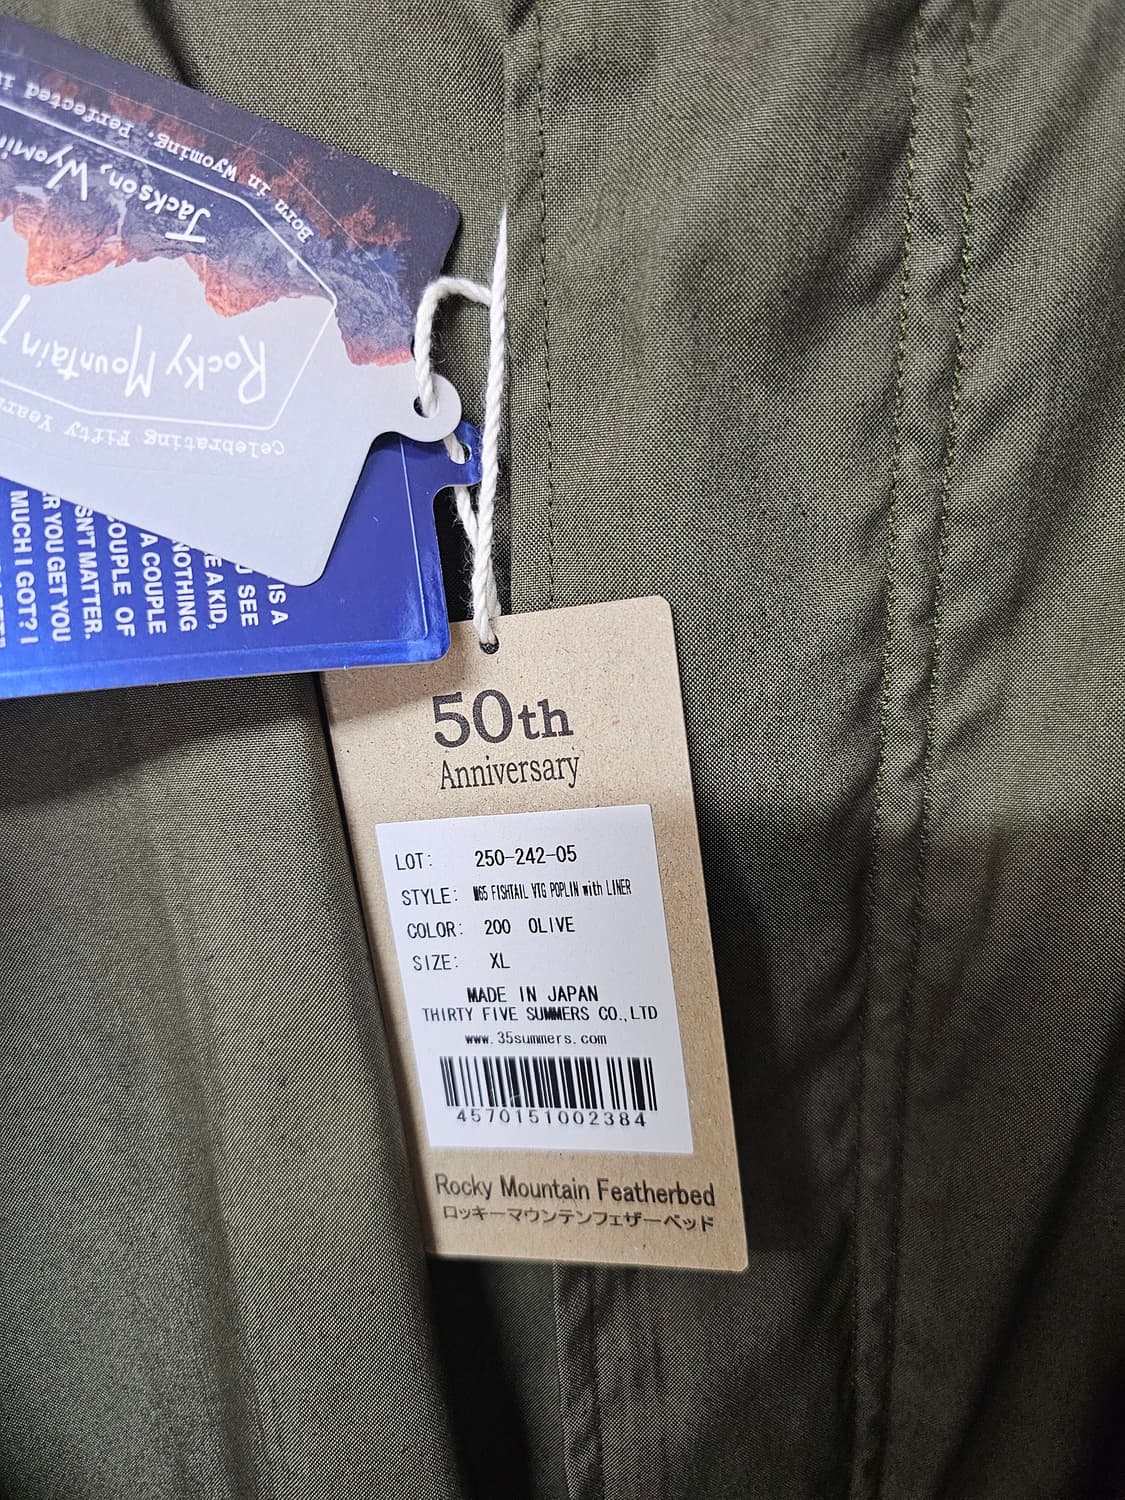 Celebrating Fifty Years
Rocky Mountain
Jackson,
Born in Wyoming. Perfected
IS A
SEE
A KID,
NOTHING
A COUPLE
COUPLE OF
SN'T MATTER.
YOU GET YOU
MUCH I GOT? I
50th
Anniversary
LOT: 250-242-05
STYLE: M65 FISHTAIL VTG POPLIN with LINER
COLOR: 200 OLIVE
SIZE: XL
MADE IN JAPAN
THIRTY FIVE SUMMERS CO.,LTD
www.35summers.com
4570151002384
Rocky Mountain Featherbed
ロッキーマウンテンフェザーベッド